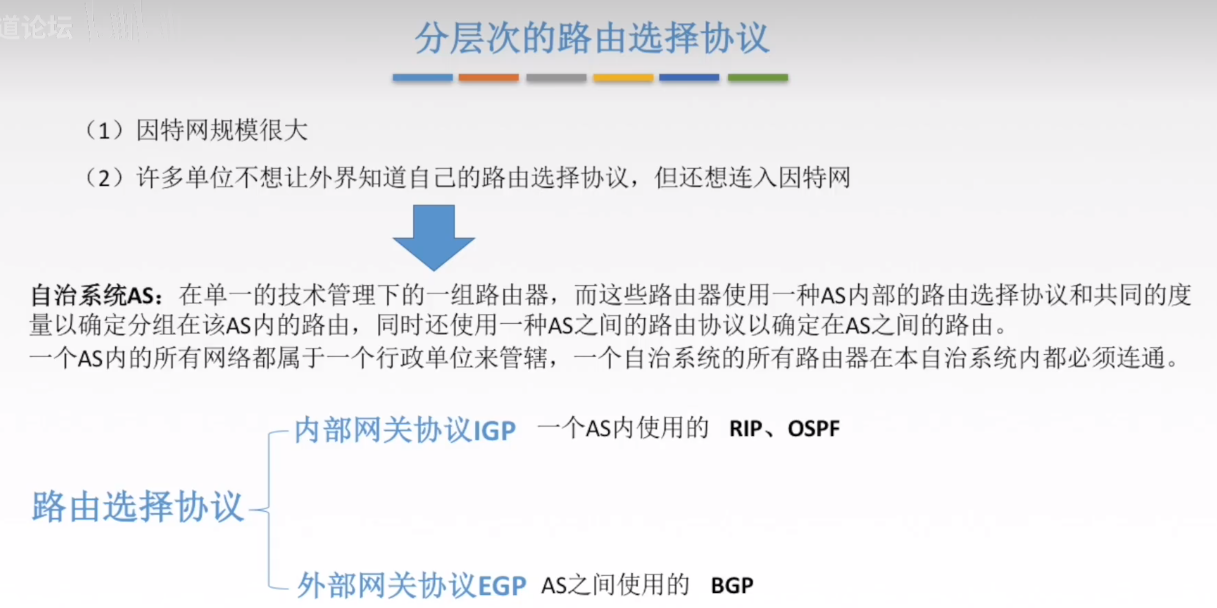 道论坛
分层次的路由选择协议
（1）因特网规模很大
（2）许多单位不想让外界知道自己的路由选择协议，但还想连入因特网
自治系统AS：在单一的技术管理下的一组路由器，而这些路由器使用一种AS内部的路由选择协议和共同的度
量以确定分组在该AS内的路由，同时还使用一种AS之间的路由协议以确定在AS之间的路由。
一个AS内的所有网络都属于一个行政单位来管辖，一个自治系统的所有路由器在本自治系统内都必须连通。
内部网关协议IGP 一个AS内使用的 RIP、OSPF
路由选择协议
外部网关协议EGP AS之间使用的 BGP